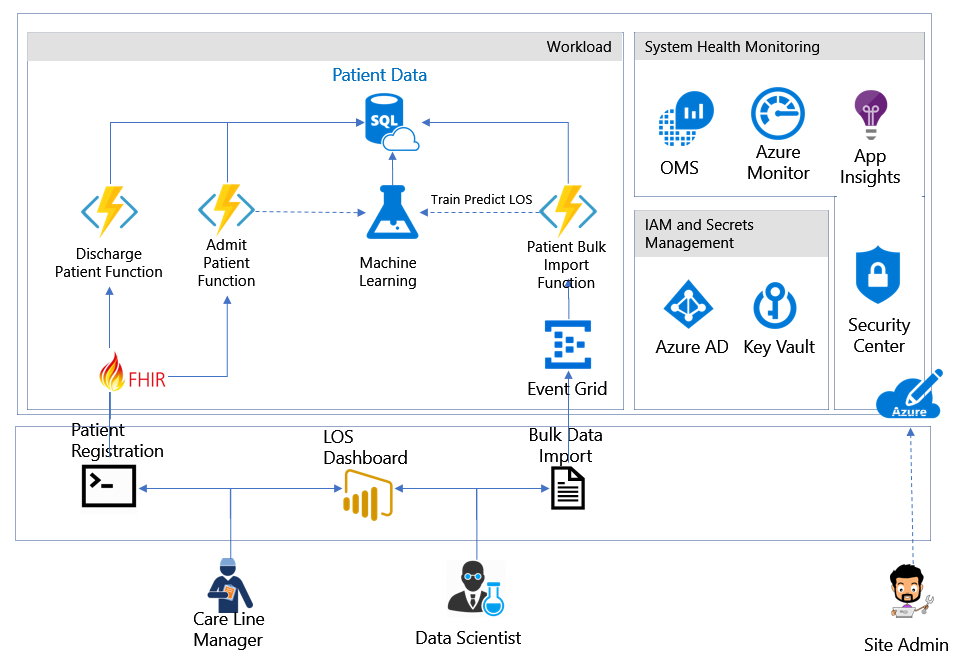 Workload
System Health Monitoring
Patient Data
SQL
OMS
Azure
Monitor
App
Insights
Train Predict LOS
Discharge
Patient Function
Admit
Patient
Function
Machine
Learning
Patient Bulk
Import
Function
IAM and Secrets
Management
Azure AD
Key Vault
Security
Center
FHIR
Event Grid
Azure
Patient
Registration
LOS
Dashboard
Bulk Data
Import
>-
Care Line
Manager
Data Scientist
Site Admin